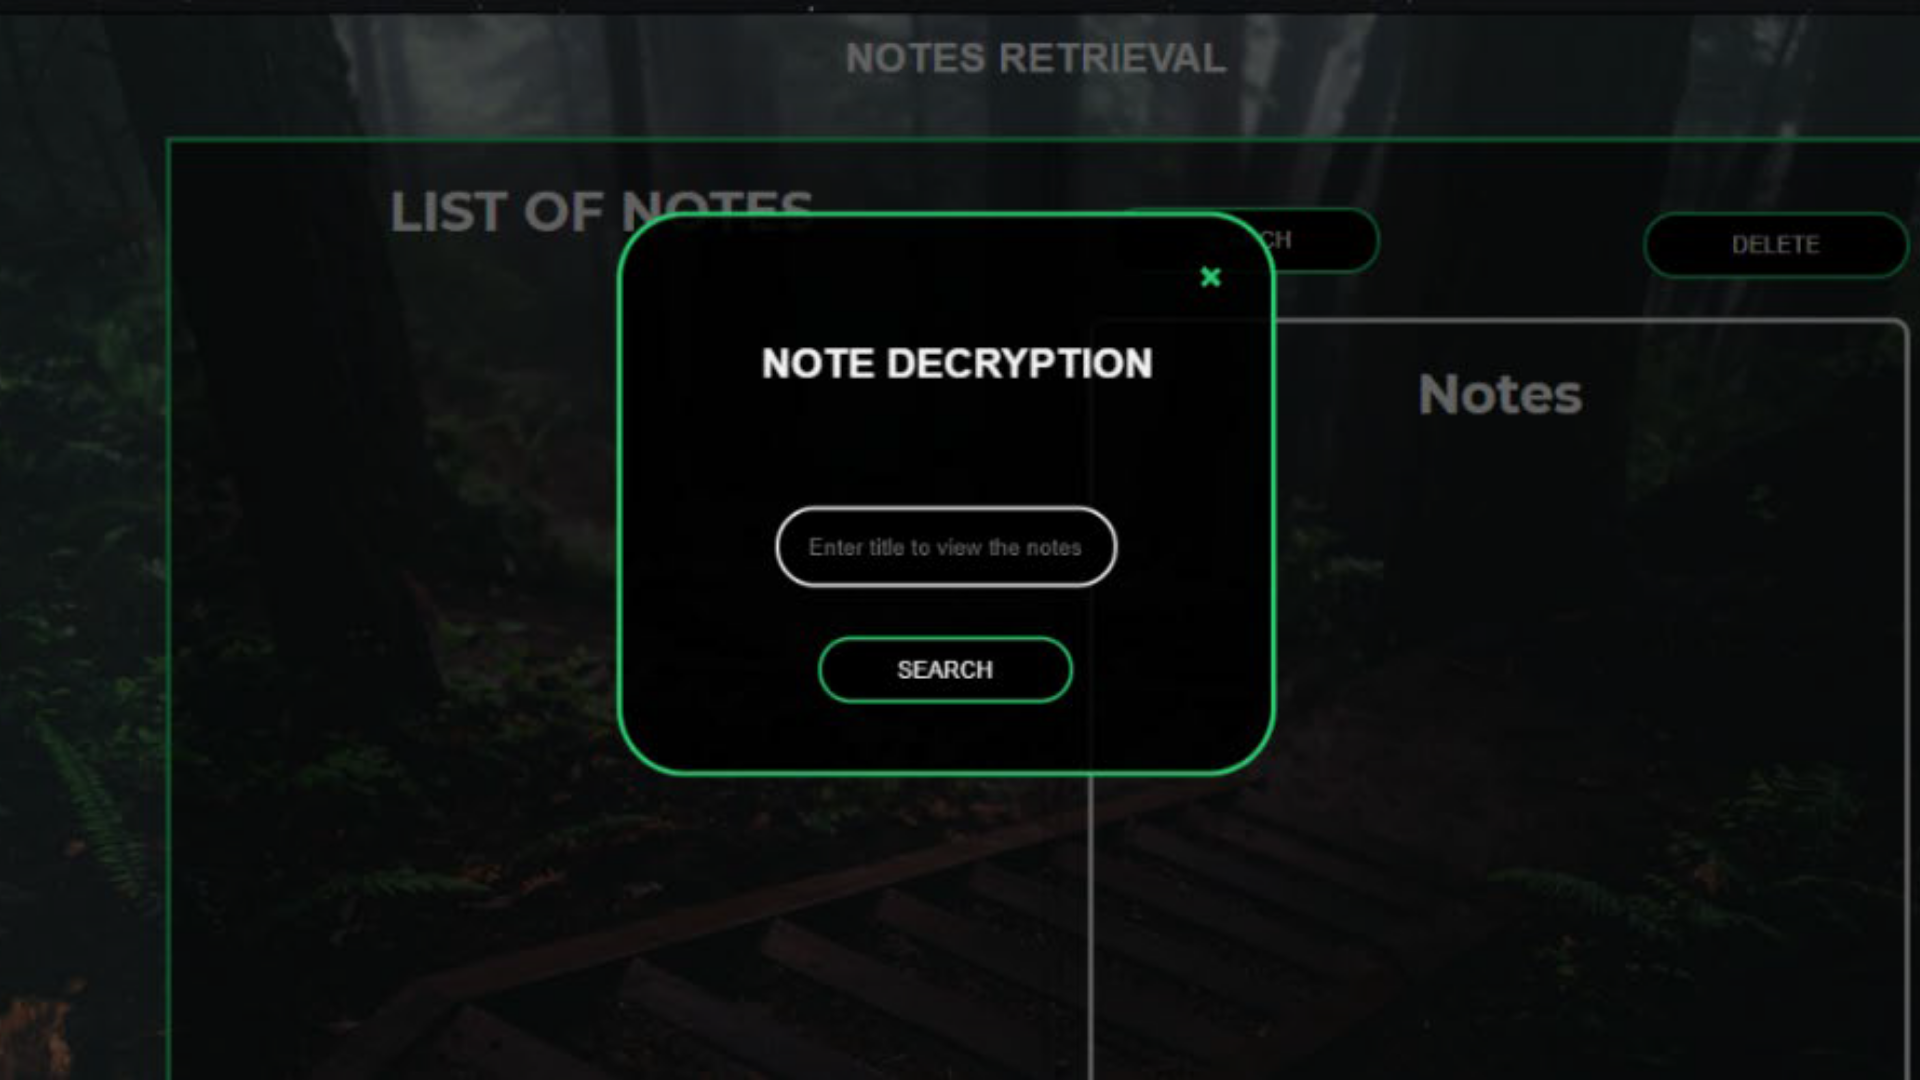 NOTES RETRIEVAL
LIST OF NOTES
CH
DELETE
NOTE DECRYPTION
Notes
Enter title to view the notes
SEARCH